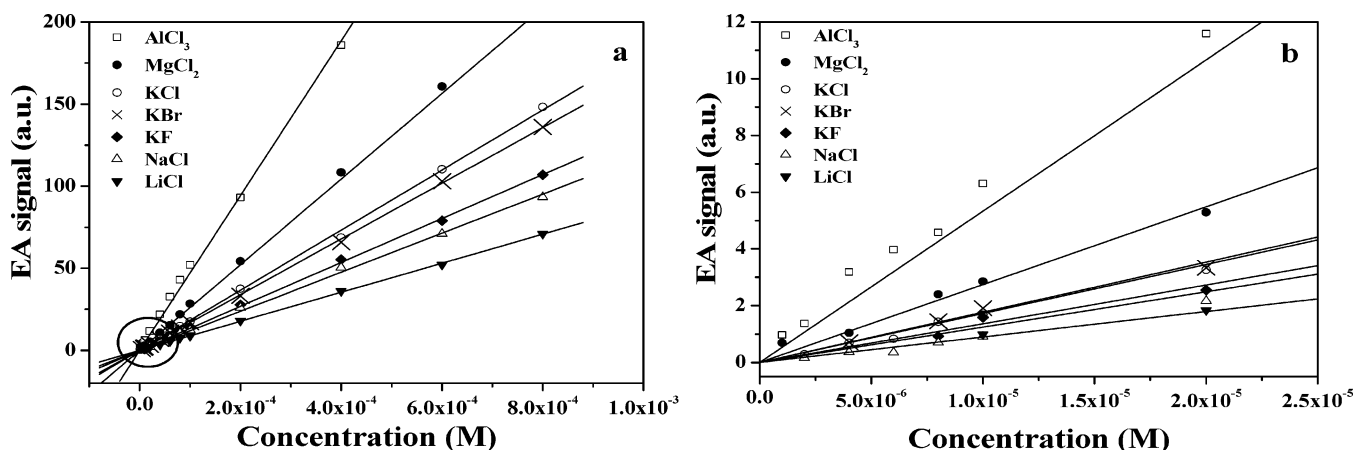 200
150
100
50
0
EA signal (a.u.)
AlCl₃
MgCl₂
KCl
KBr
KF
NaCl
LiCl
a
0.0 2.0x10⁻⁴ 4.0x10⁻⁴ 6.0x10⁻⁴ 8.0x10⁻⁴ 1.0x10⁻³
Concentration (M)
12
10
8
6
4
2
0
EA signal (a.u.)
AlCl₃
MgCl₂
KCl
KBr
KF
NaCl
LiCl
b
0.0 5.0x10⁻⁶ 1.0x10⁻⁵ 1.5x10⁻⁵ 2.0x10⁻⁵ 2.5x10⁻⁵
Concentration (M)